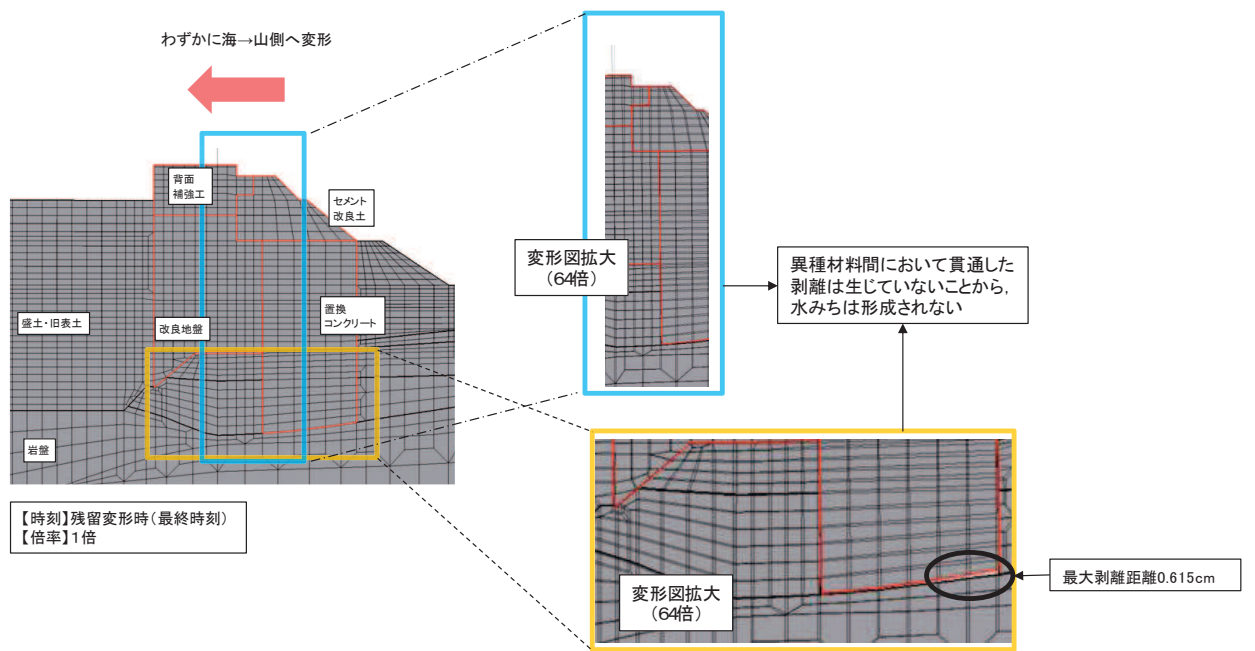 わずかに海→山側へ変形
背面
補強工
セメント
改良土
盛土・旧表土
改良地盤
置換
コンクリート
岩盤
【時刻】残留変形時(最終時刻)
【倍率】1倍
変形図拡大
(64倍)
異種材料間において貫通した
剥離は生じていないことから,
水みちは形成されない
変形図拡大
(64倍)
最大剥離距離0.615cm